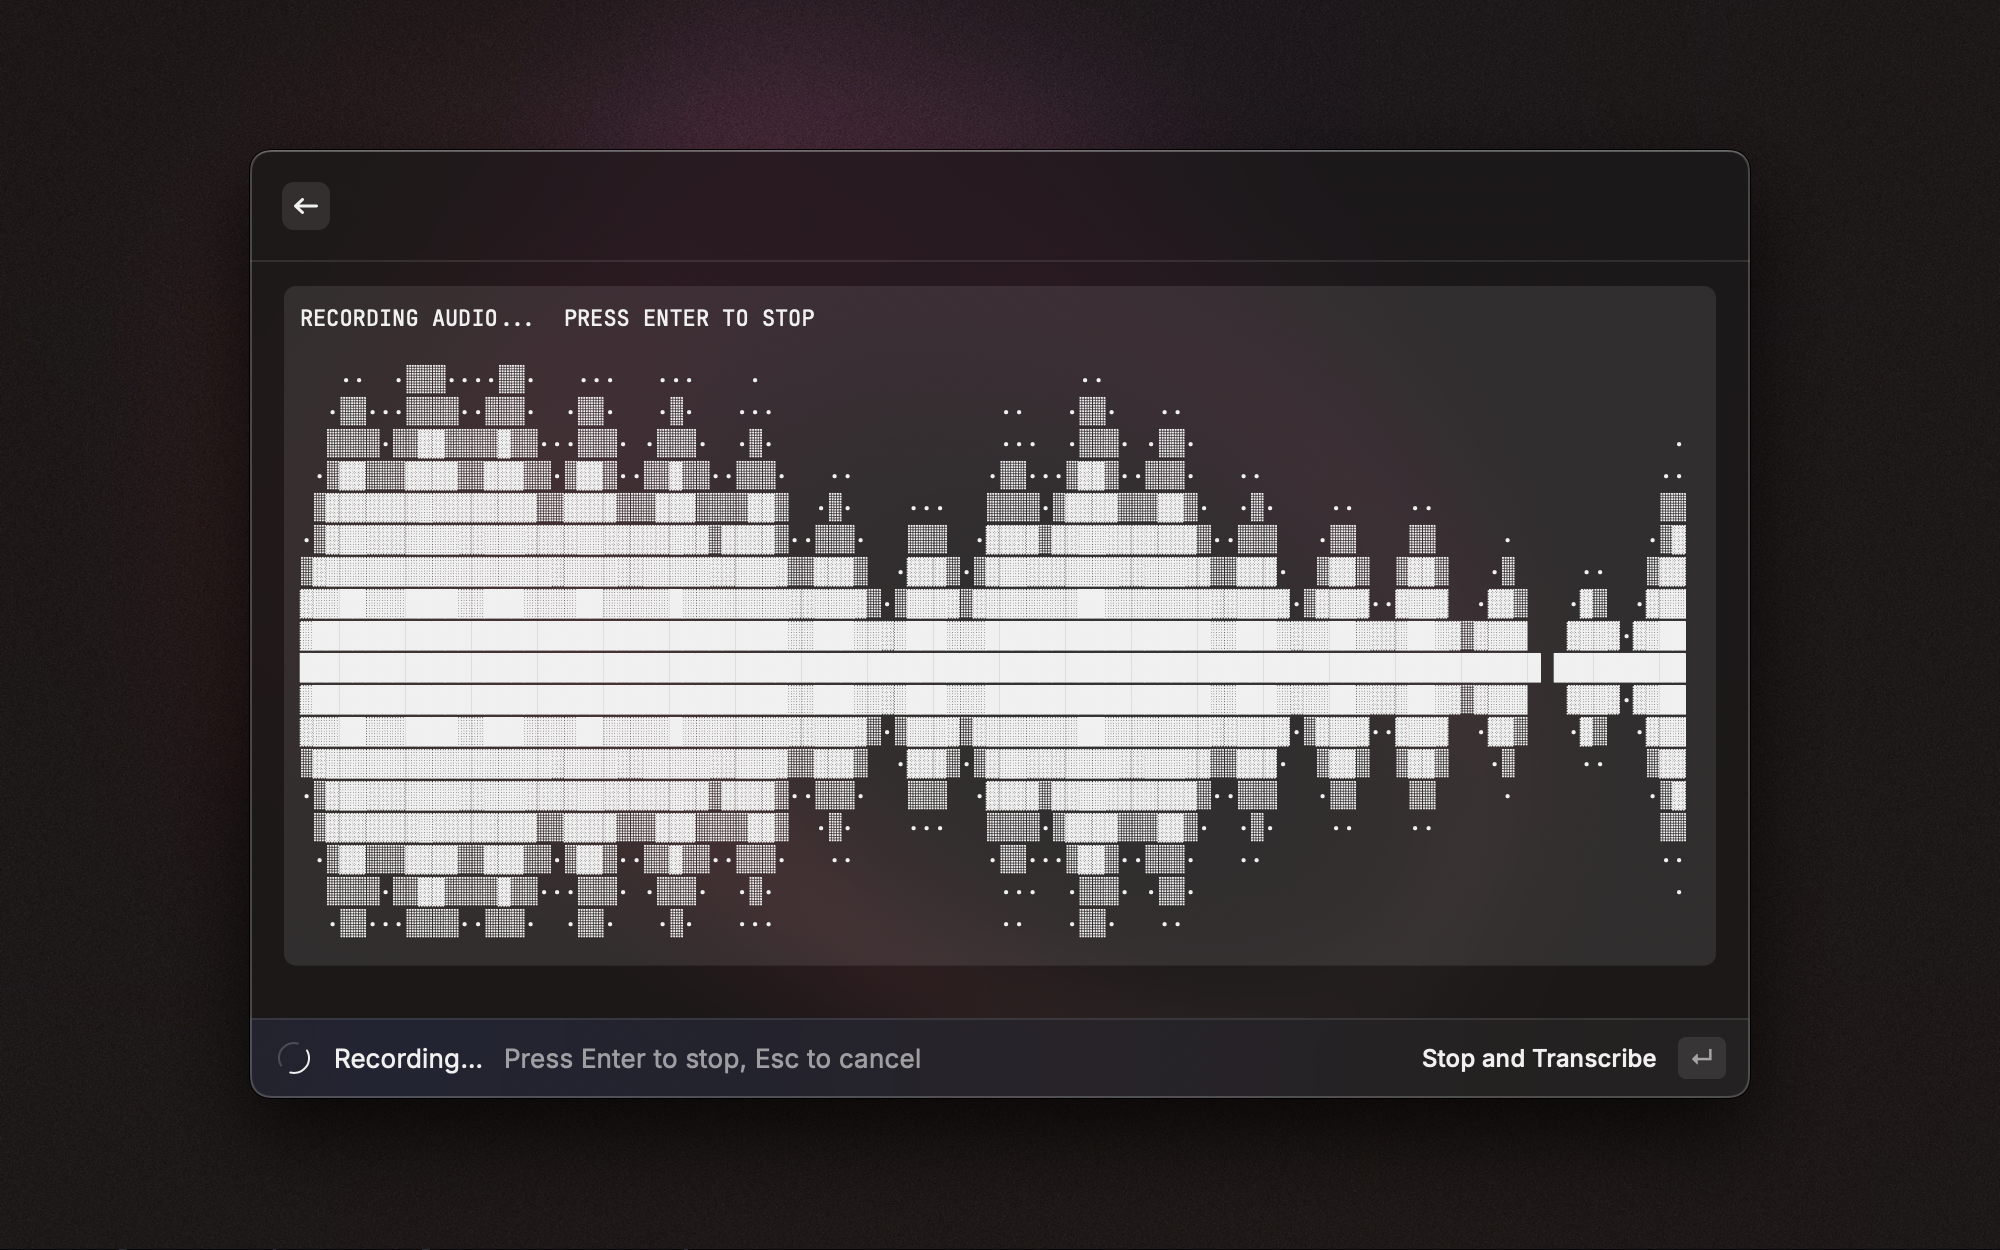 RECORDING AUDIO... PRESS ENTER TO STOP
Recording... Press Enter to stop, Esc to cancel
Stop and Transcribe